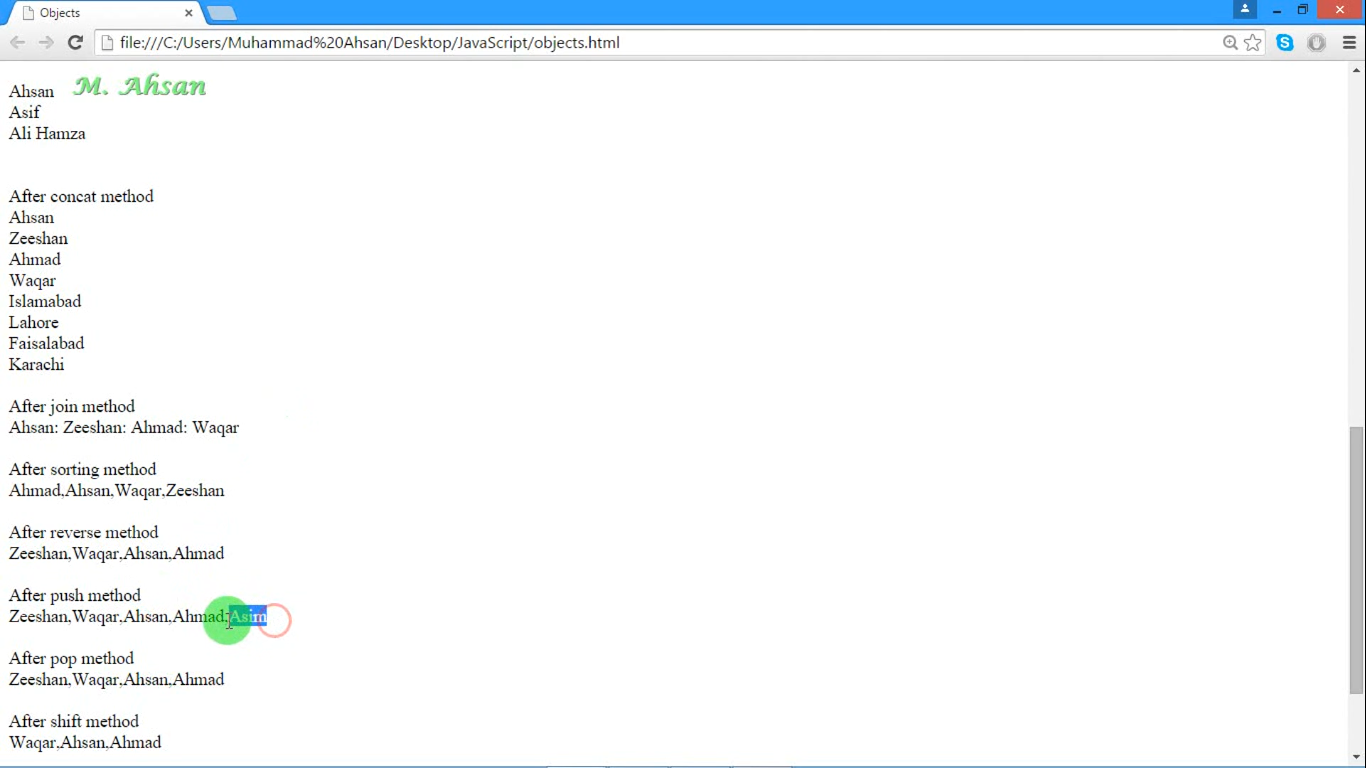 Objects
file:///C:/Users/Muhammad%20Ahsan/Desktop/JavaScript/objects.html
Ahsan M. Ahsan
Asif
Ali Hamza
After concat method
Ahsan
Zeeshan
Ahmad
Waqar
Islamabad
Lahore
Faisalabad
Karachi
After join method
Ahsan: Zeeshan: Ahmad: Waqar
After sorting method
Ahmad,Ahsan,Waqar,Zeeshan
After reverse method
Zeeshan,Waqar,Ahsan,Ahmad
After push method
Zeeshan,Waqar,Ahsan,Ahmad,Asim
After pop method
Zeeshan,Waqar,Ahsan,Ahmad
After shift method
Waqar,Ahsan,Ahmad